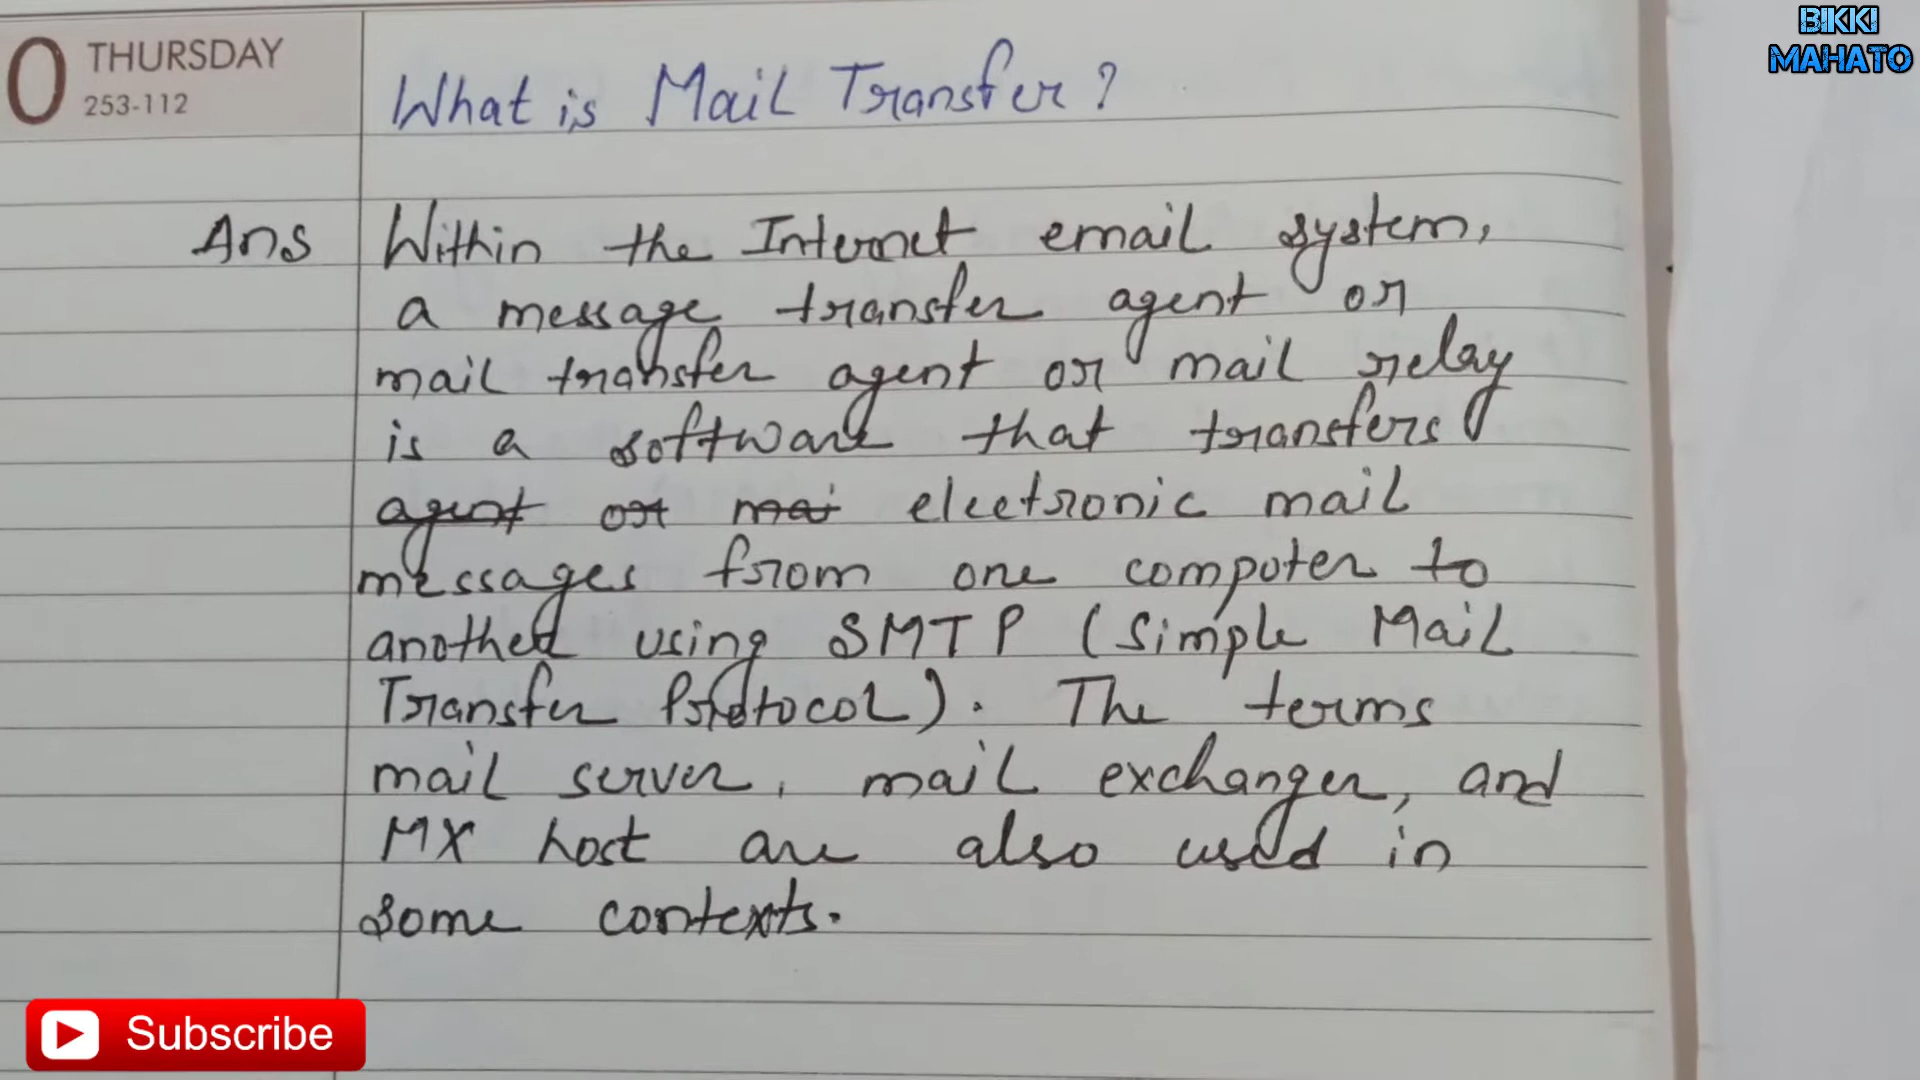 BIKKI
MAHATO
0 THURSDAY
253-112
What is Mail Transfer?
Ans Within the Internet email system,
a message transfer agent or
mail transfer agent or mail relay
is a software that transfers
agent or mai electronic mail
messages from one computer to
another using SMTP (Simple Mail
Transfer Protocol). The terms
mail server, mail exchanger, and
MX host are also used in
some contexts.
Subscribe